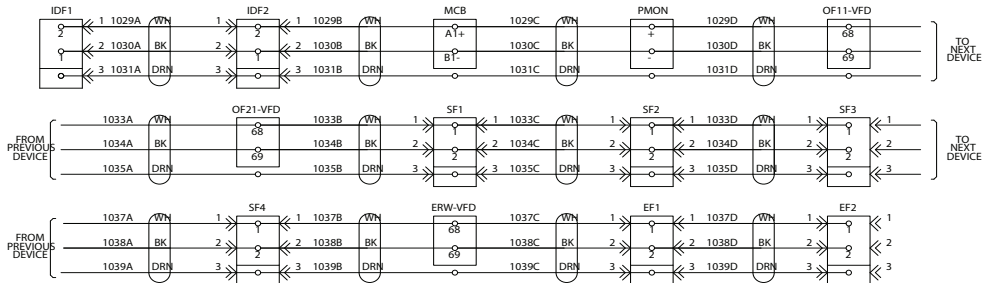 IDF1 IDF2 MCB PMON OF11-VFD
1 1029A WH 1 1029B WH 1029C WH 1029D WH
2 2 A1+ + 68
2 1030A BK 2 2 1030B BK 1030C BK 1030D BK
1 1 B1- - 69
3 1031A DRN 3 3 1031B DRN 1031C DRN 1031D DRN
TO
NEXT
DEVICE
OF21-VFD SF1 SF2 SF3
FROM
PREVIOUS
DEVICE
1033A WH 1033B WH 1 1 1033C WH 1 1 1033D WH 1 1
68 1 1 1
1034A BK 1034B BK 2 2 1034C BK 2 2 1034D BK 2 2
69 2 2 2
1035A DRN 1035B DRN 3 3 1035C DRN 3 3 1035D DRN 3 3
TO
NEXT
DEVICE
SF4 ERW-VFD EF1 EF2
FROM
PREVIOUS
DEVICE
1037A WH 1 1 1037B WH 1037C WH 1 1 1037D WH 1 1
1 68 1 1
1038A BK 2 2 1038B BK 1038C BK 2 2 1038D BK 2 2
2 69 2 2
1039A DRN 3 3 1039B DRN 1039C DRN 3 3 1039D DRN 3 3